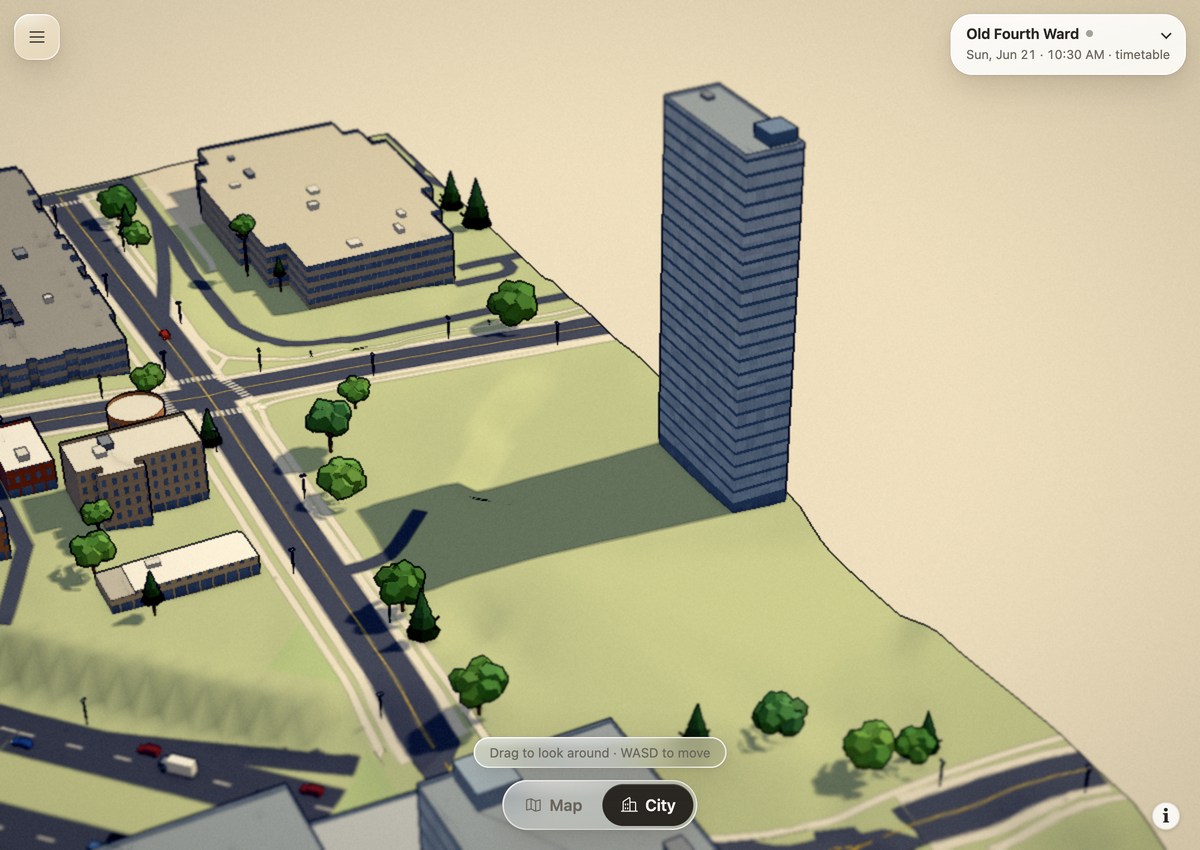 Old Fourth Ward
Sun, Jun 21 · 10:30 AM · timetable
Drag to look around · WASD to move
Map
City
i